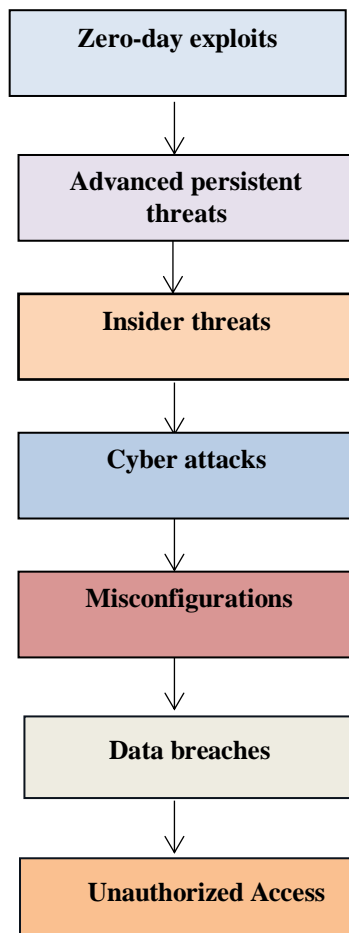 Zero-day exploits
Advanced persistent
threats
Insider threats
Cyber attacks
Misconfigurations
Data breaches
Unauthorized Access